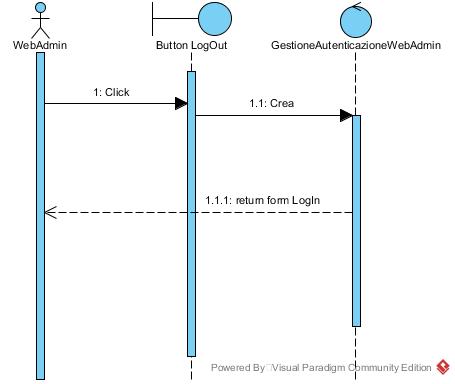 WebAdmin
Button LogOut
GestioneAutenticazioneWebAdmin
1: Click
1.1: Crea
1.1.1: return form LogIn
Powered By Visual Paradigm Community Edition